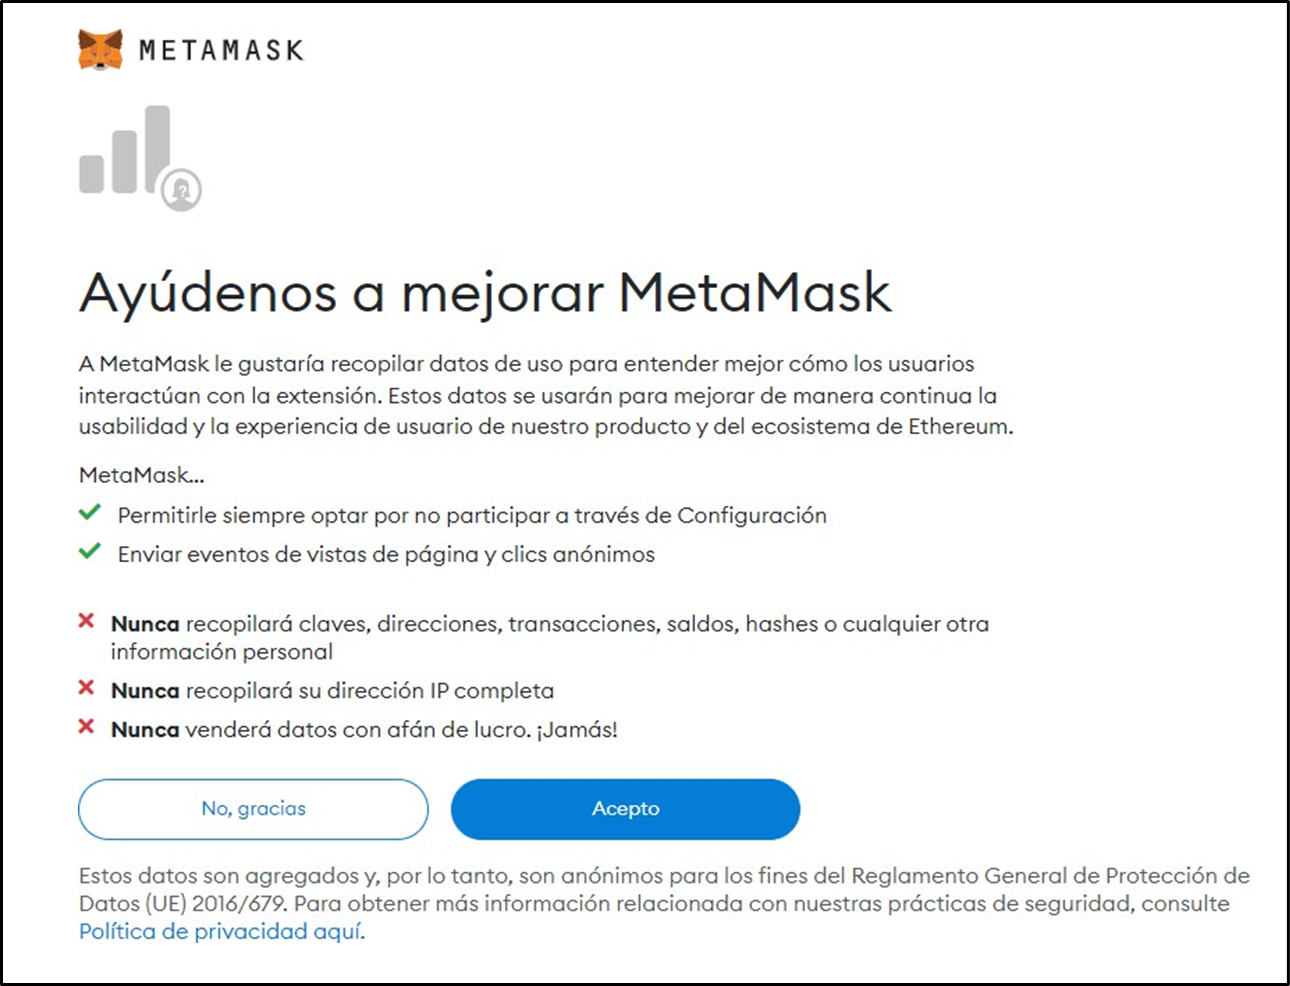 METAMASK
Ayúdenos a mejorar MetaMask
A MetaMask le gustaría recopilar datos de uso para entender mejor cómo los usuarios
interactúan con la extensión. Estos datos se usarán para mejorar de manera continua la
usabilidad y la experiencia de usuario de nuestro producto y del ecosistema de Ethereum.
MetaMask...
Permitirle siempre optar por no participar a través de Configuración
Enviar eventos de vistas de página y clics anónimos
Nunca recopilará claves, direcciones, transacciones, saldos, hashes o cualquier otra
información personal
Nunca recopilará su dirección IP completa
Nunca venderá datos con afán de lucro. ¡Jamás!
No, gracias
Acepto
Estos datos son agregados y, por lo tanto, son anónimos para los fines del Reglamento General de Protección de
Datos (UE) 2016/679. Para obtener más información relacionada con nuestras prácticas de seguridad, consulte
Política de privacidad aquí.